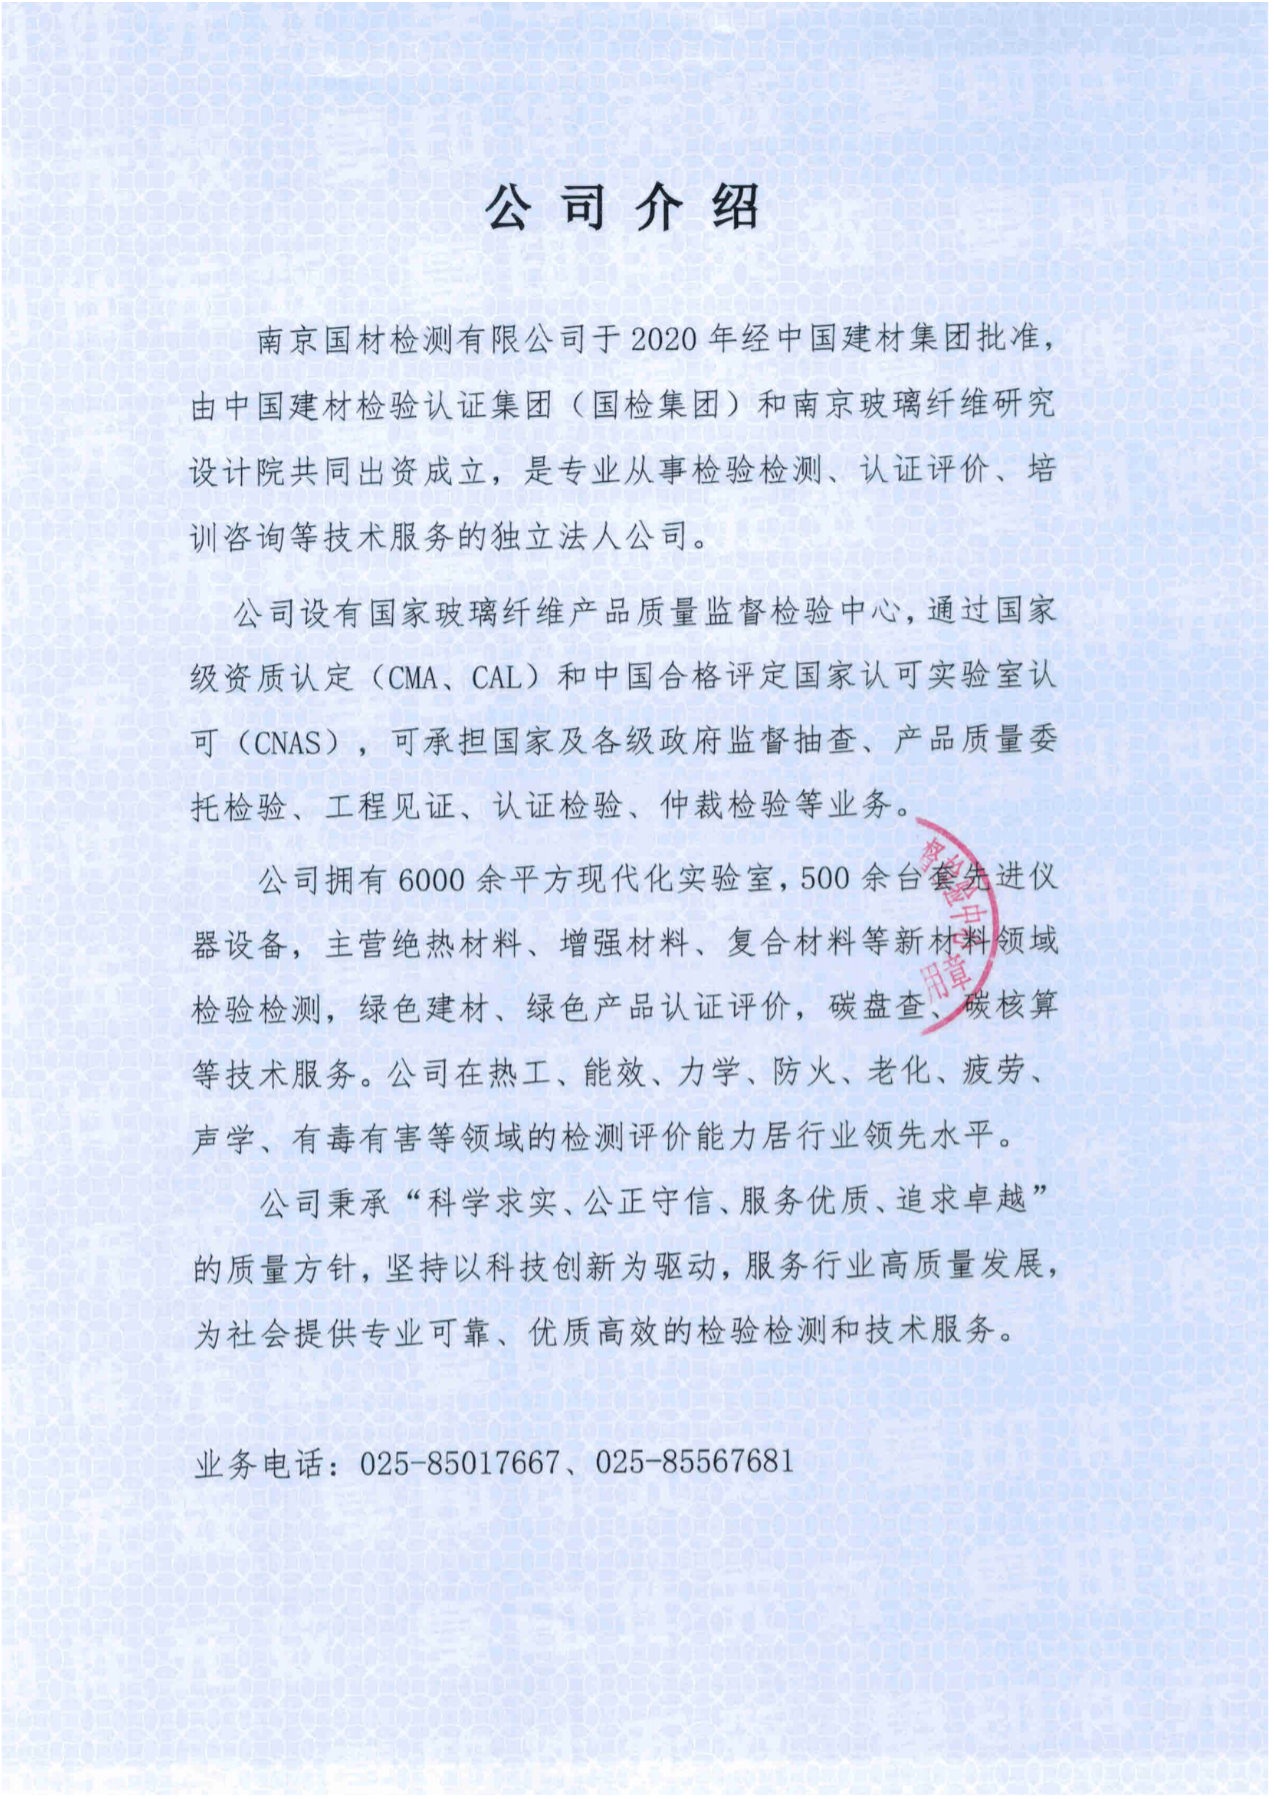 公司介绍
南京国材检测有限公司于2020年经中国建材集团批准，
由中国建材检验认证集团（国检集团）和南京玻璃纤维研究
设计院共同出资成立，是专业从事检验检测、认证评价、培
训咨询等技术服务的独立法人公司。
公司设有国家玻璃纤维产品质量监督检验中心，通过国家
级资质认定（CMA、CAL）和中国合格评定国家认可实验室认
可（CNAS），可承担国家及各级政府监督抽查、产品质量委
托检验、工程见证、认证检验、仲裁检验等业务。
公司拥有6000余平方现代化实验室，500余台套先进仪
器设备，主营绝热材料、增强材料、复合材料等新材料领域
检验检测，绿色建材、绿色产品认证评价，碳盘查、碳核算
等技术服务。公司在热工、能效、力学、防火、老化、疲劳、
声学、有毒有害等领域的检测评价能力居行业领先水平。
公司秉承“科学求实、公正守信、服务优质、追求卓越”
的质量方针，坚持以科技创新为驱动，服务行业高质量发展，
为社会提供专业可靠、优质高效的检验检测和技术服务。
业务电话：025-85017667、025-85567681
督检验中心
用章